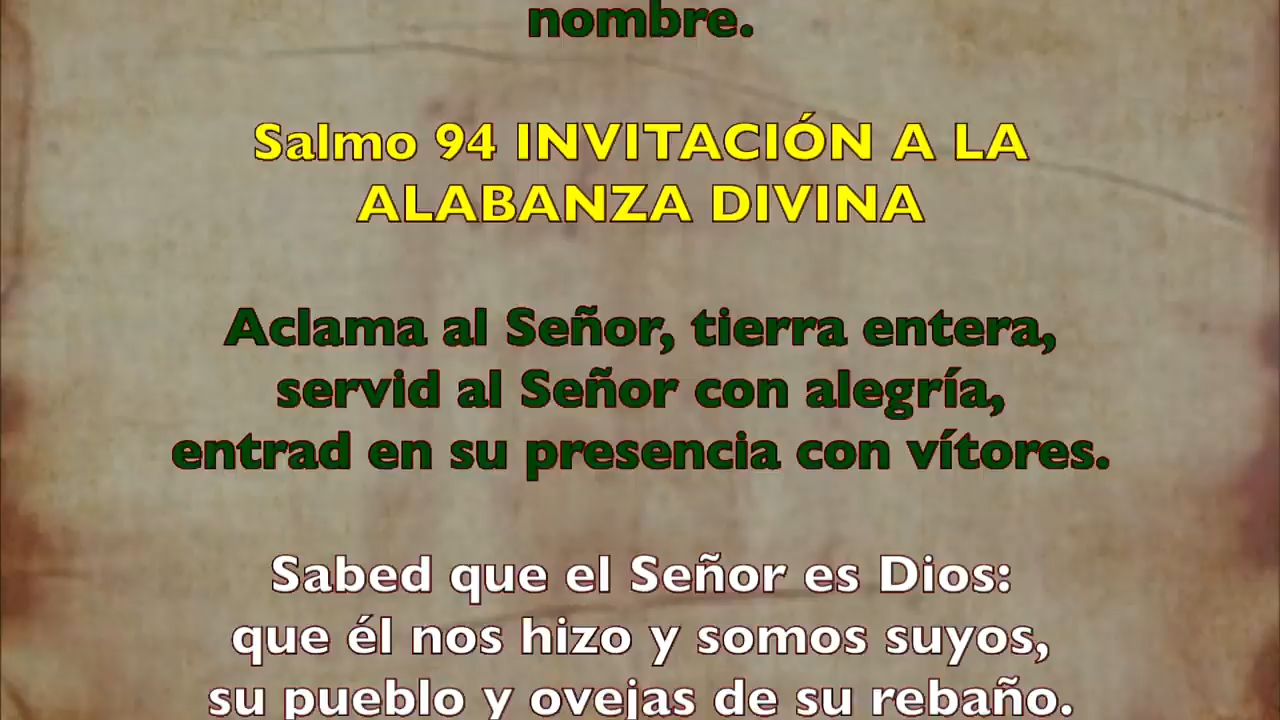 nombre.
Salmo 94 INVITACIÓN A LA
ALABANZA DIVINA
Aclama al Señor, tierra entera,
servid al Señor con alegría,
entrad en su presencia con vítores.
Sabed que el Señor es Dios:
que él nos hizo y somos suyos,
su pueblo y ovejas de su rebaño.